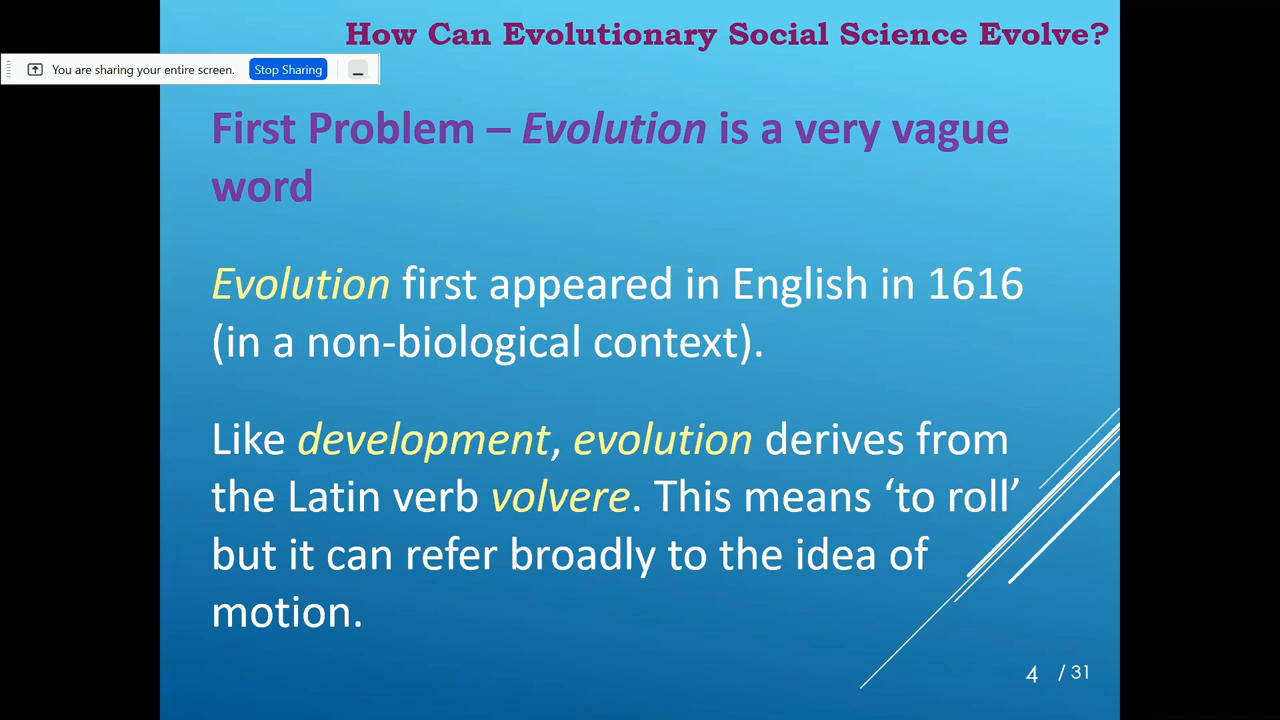 How Can Evolutionary Social Science Evolve?
You are sharing your entire screen. Stop Sharing
First Problem – Evolution is a very vague
word
Evolution first appeared in English in 1616
(in a non-biological context).
Like development, evolution derives from
the Latin verb volvere. This means ‘to roll’
but it can refer broadly to the idea of
motion.
4 / 31